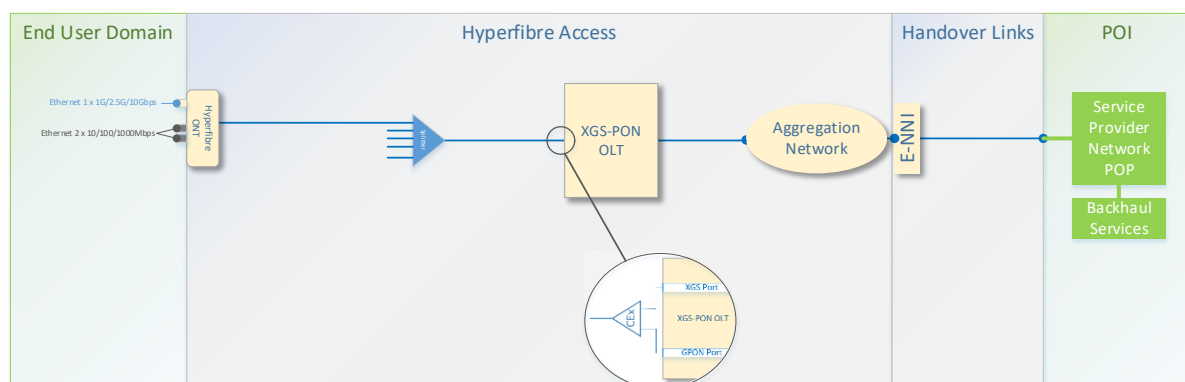 End User Domain
Hyperfibre Access
Handover Links
POI
Ethernet 1 x 1G/2.5G/10Gbps
Ethernet 2 x 10/100/1000Mbps
Hyperfibre
ONT
XGS-PON
OLT
Aggregation
Network
E-NNI
Service
Provider
Network
POP
Backhaul
Services
CEx
XGS Port
XGS-PON OLT
GPON Port